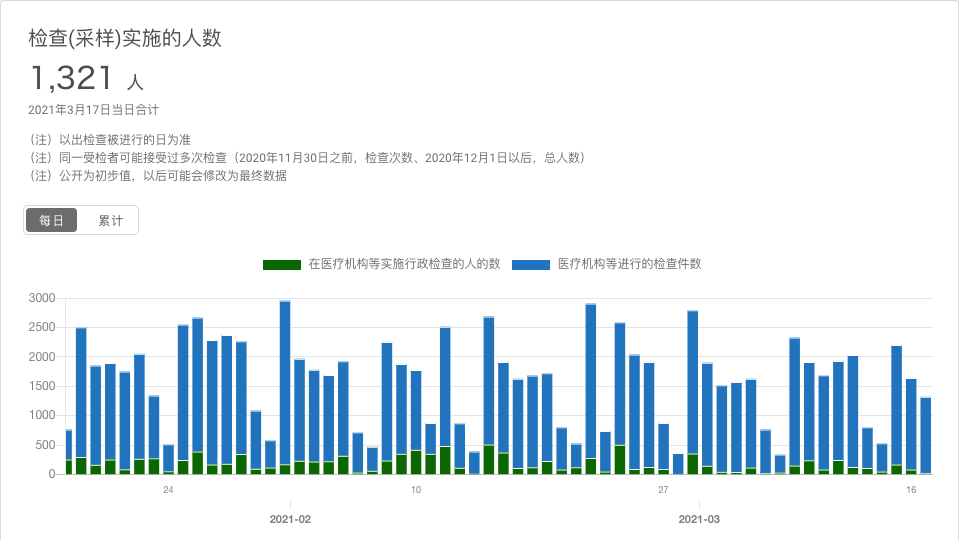 检查(采样)实施的人数
1,321 人
2021年3月17日当日合计
（注）以出检查被进行的日为准
（注）同一受检者可能接受过多次检查（2020年11月30日之前，检查次数、2020年12月1日以后，总人数）
（注）公开为初步值，以后可能会修改为最终数据
每日 累计
在医疗机构等实施行政检查的人的数 医疗机构等进行的检查件数
3000
2500
2000
1500
1000
500
0
24 10 27 16
2021-02 2021-03